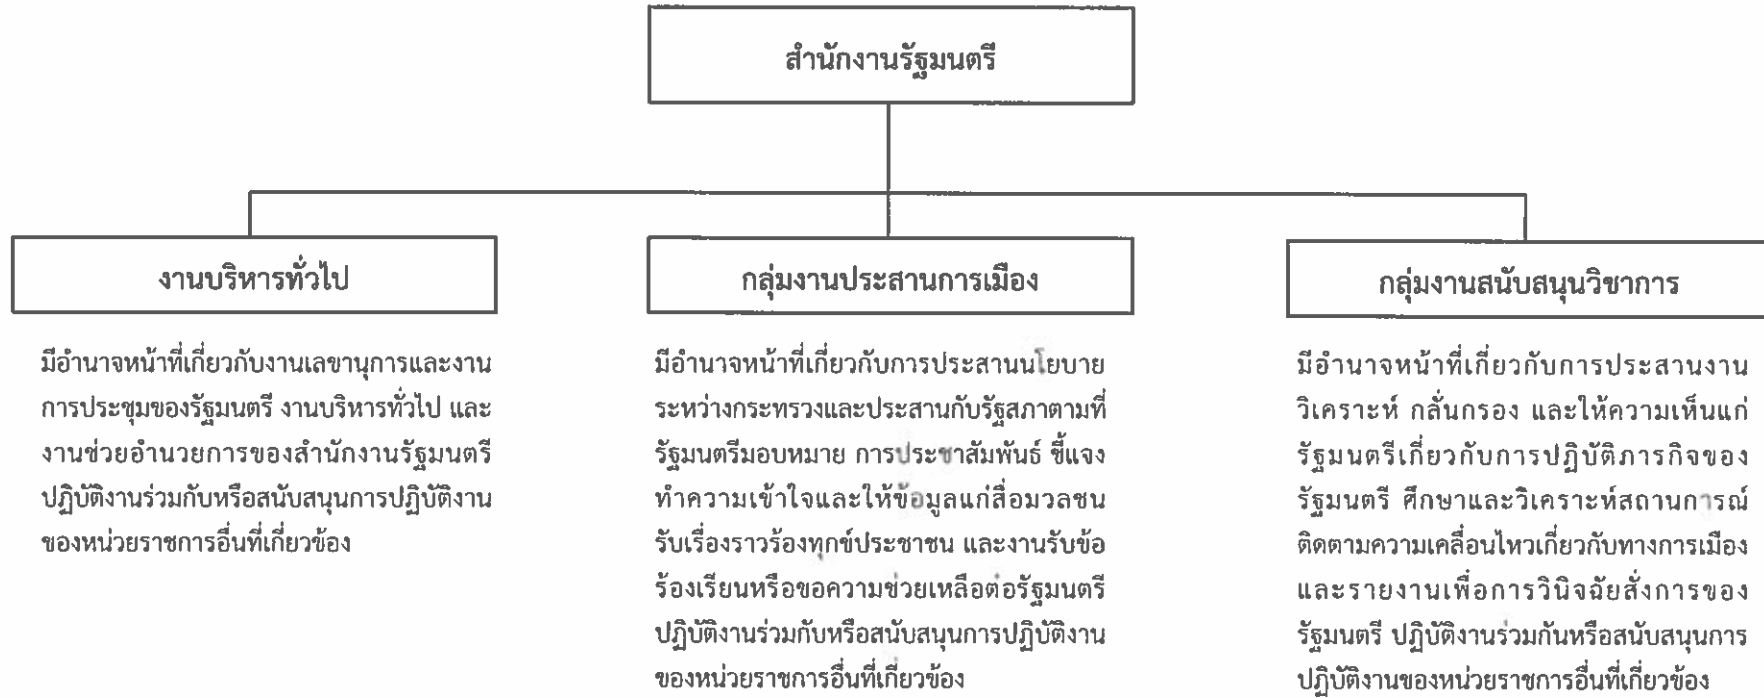 สำนักงานรัฐมนตรี
งานบริหารทั่วไป
มีอำนาจหน้าที่เกี่ยวกับงานเลขานุการและงาน
การประชุมของรัฐมนตรี งานบริหารทั่วไป และ
งานช่วยอำนวยการของสำนักงานรัฐมนตรี
ปฏิบัติงานร่วมกับหรือสนับสนุนการปฏิบัติงาน
ของหน่วยราชการอื่นที่เกี่ยวข้อง
กลุ่มงานประสานการเมือง
มีอำนาจหน้าที่เกี่ยวกับการประสานนโยบาย
ระหว่างกระทรวงและประสานกับรัฐสภาตามที่
รัฐมนตรีมอบหมาย การประชาสัมพันธ์ ชี้แจง
ทำความเข้าใจและให้ข้อมูลแก่สื่อมวลชน
รับเรื่องราวร้องทุกข์ประชาชน และงานรับข้อ
ร้องเรียนหรือขอความช่วยเหลือต่อรัฐมนตรี
ปฏิบัติงานร่วมกับหรือสนับสนุนการปฏิบัติงาน
ของหน่วยราชการอื่นที่เกี่ยวข้อง
กลุ่มงานสนับสนุนวิชาการ
มีอำนาจหน้าที่เกี่ยวกับการประสานงาน
วิเคราะห์ กลั่นกรอง และให้ความเห็นแก่
รัฐมนตรีเกี่ยวกับการปฏิบัติภารกิจของ
รัฐมนตรี ศึกษาและวิเคราะห์สถานการณ์
ติดตามความเคลื่อนไหวเกี่ยวกับทางการเมือง
และรายงานเพื่อการวินิจฉัยสั่งการของ
รัฐมนตรี ปฏิบัติงานร่วมกันหรือสนับสนุนการ
ปฏิบัติงานของหน่วยราชการอื่นที่เกี่ยวข้อง